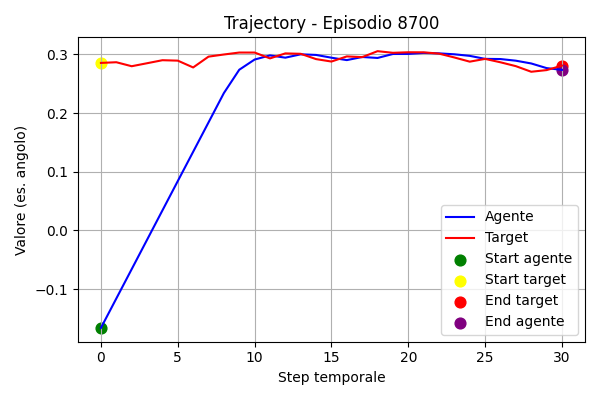 Trajectory - Episodio 8700
Valore (es. angolo)
0.3
0.2
0.1
0.0
−0.1
0 5 10 15 20 25 30
Step temporale
Agente
Target
Start agente
Start target
End target
End agente